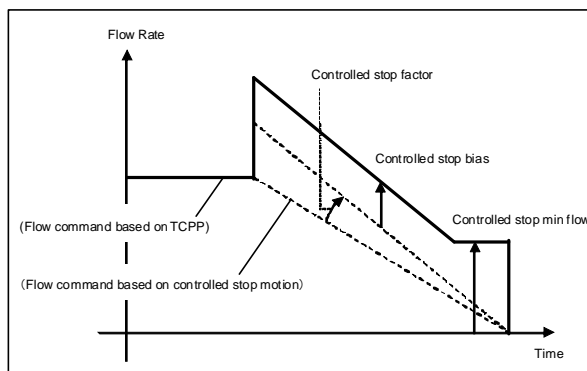 Flow Rate
Controlled stop factor
Controlled stop bias
Controlled stop min flow
(Flow command based on TCPP)
(Flow command based on controlled stop motion)
Time